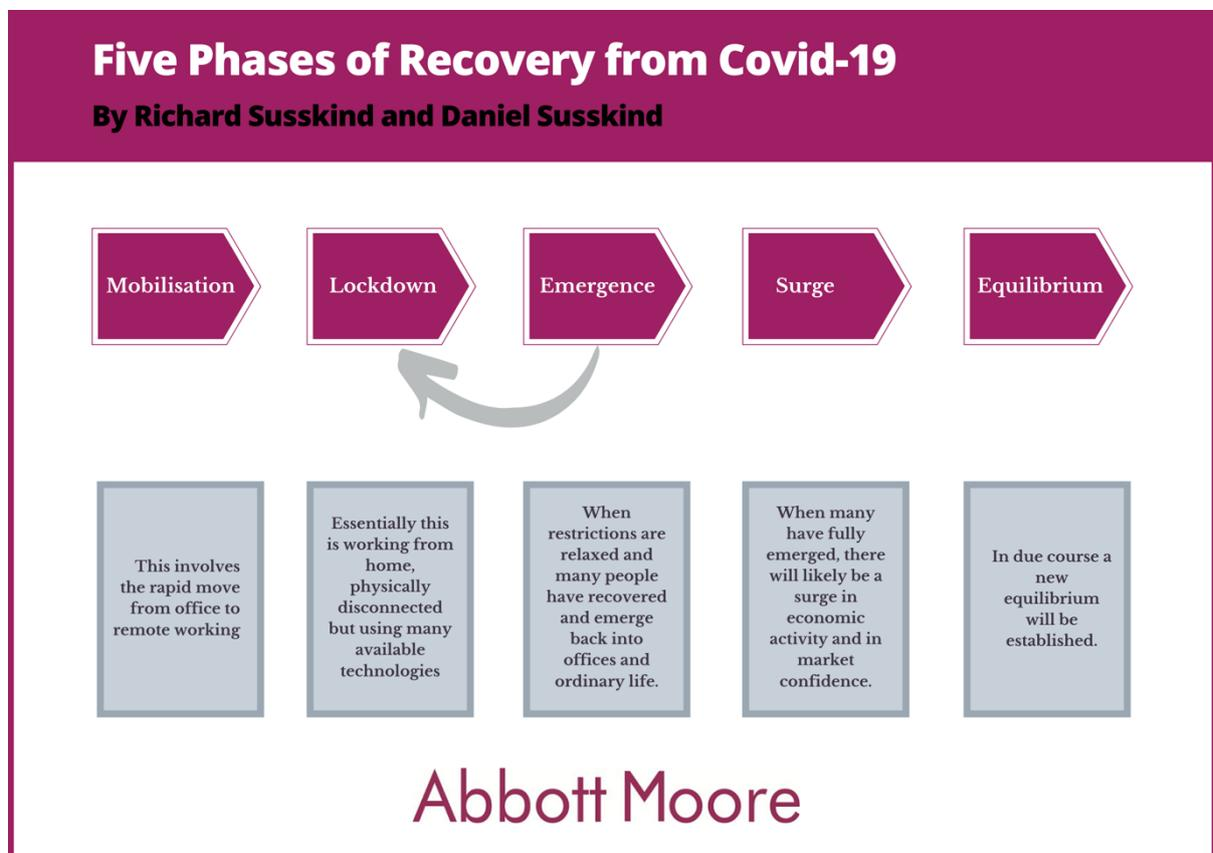 Five Phases of Recovery from Covid-19
By Richard Susskind and Daniel Susskind
Mobilisation
Lockdown
Emergence
Surge
Equilibrium
This involves
the rapid move
from office to
remote working
Essentially this
is working from
home,
physically
disconnected
but using many
available
technologies
When
restrictions are
relaxed and
many people
have recovered
and emerge
back into
offices and
ordinary life.
When many
have fully
emerged, there
will likely be a
surge in
economic
activity and in
market
confidence.
In due course a
new
equilibrium
will be
established.
Abbott Moore